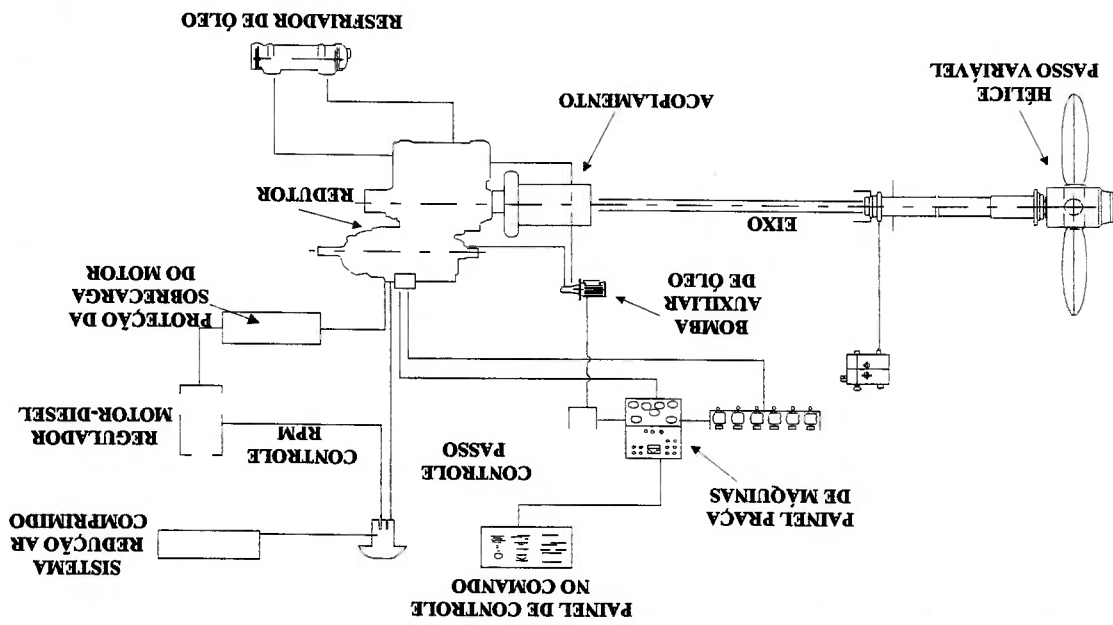 PAINEL DE CONTROLE
NO COMANDO
SISTEMA
REDUÇÃO AR
COMPRIMIDO
PAINEL PRAÇA
DE MÁQUINAS
CONTROLE
PASSO
CONTROLE
RPM
REGULADOR
MOTOR-DIESEL
BOMBA
AUXILIAR
DE ÓLEO
PROTEÇÃO DA
SOBRECARGA
DO MOTOR
EIXO
REDUTOR
ACOPLAMENTO
HÉLICE
PASSO VARIÁVEL
RESFRIADOR DE ÓLEO